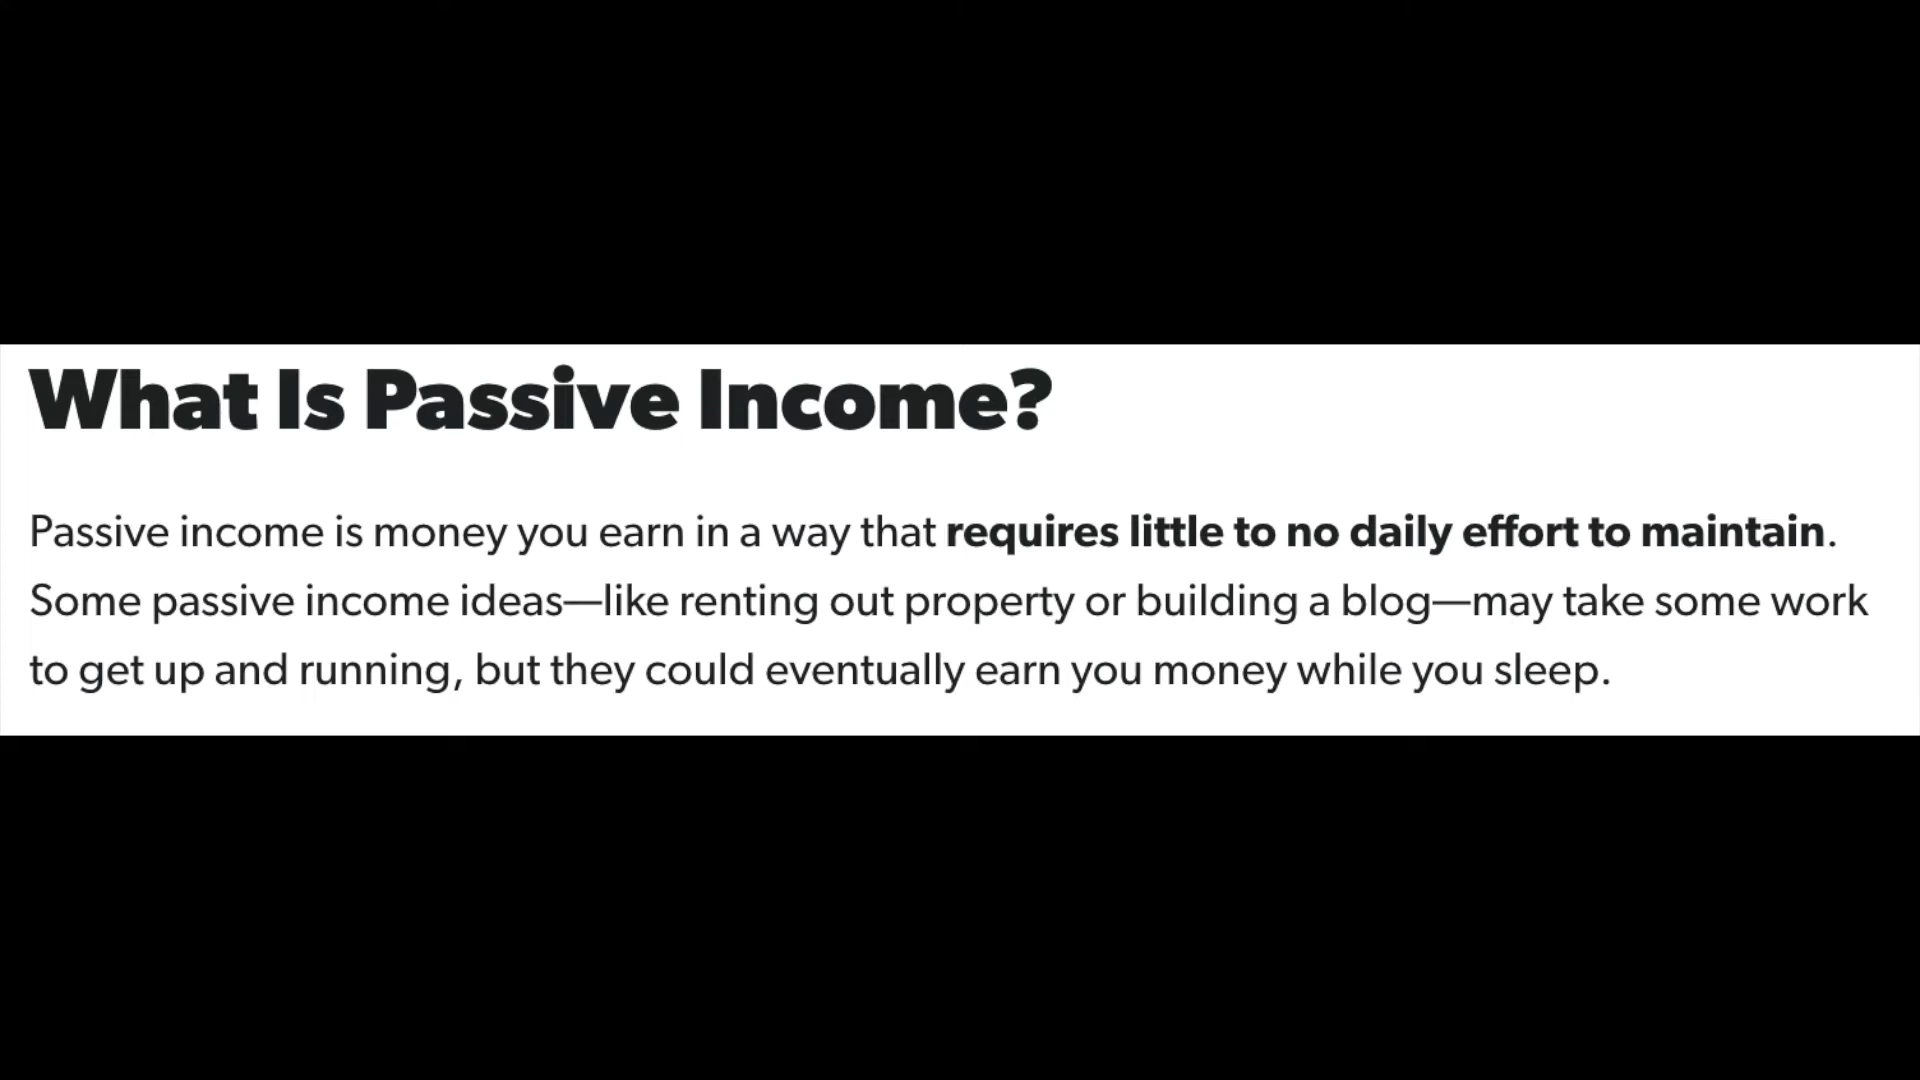 What Is Passive Income?
Passive income is money you earn in a way that requires little to no daily effort to maintain.
Some passive income ideas—like renting out property or building a blog—may take some work
to get up and running, but they could eventually earn you money while you sleep.